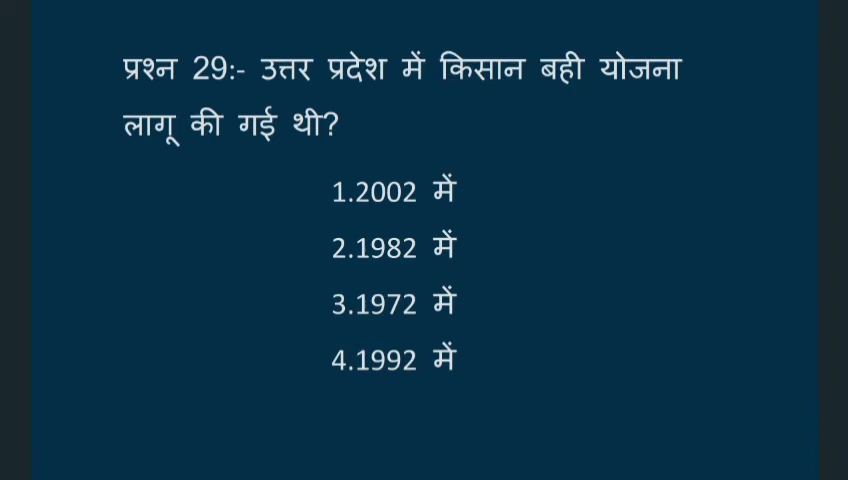 प्रश्न 29:- उत्तर प्रदेश में किसान बही योजना
लागू की गई थी?
1.2002 में
2.1982 में
3.1972 में
4.1992 में